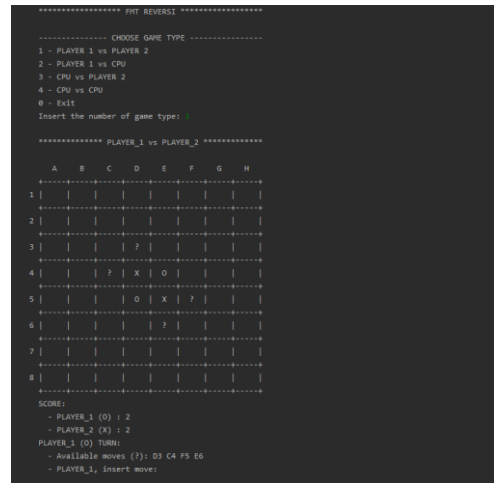 ****************** FMT REVERSI ******************
--------------- CHOOSE GAME TYPE ----------------
1 - PLAYER 1 vs PLAYER 2
2 - PLAYER 1 vs CPU
3 - CPU vs PLAYER 2
4 - CPU vs CPU
0 - Exit
Insert the number of game type:
************** PLAYER_1 vs PLAYER_2 *************
A B C D E F G H
+-----+-----+-----+-----+-----+-----+-----+-----+
1 | | | | | | | | |
+-----+-----+-----+-----+-----+-----+-----+-----+
2 | | | | | | | | |
+-----+-----+-----+-----+-----+-----+-----+-----+
3 | | | | ? | | | | |
+-----+-----+-----+-----+-----+-----+-----+-----+
4 | | | ? | X | O | | | |
+-----+-----+-----+-----+-----+-----+-----+-----+
5 | | | | O | X | ? | | |
+-----+-----+-----+-----+-----+-----+-----+-----+
6 | | | | | ? | | | |
+-----+-----+-----+-----+-----+-----+-----+-----+
7 | | | | | | | | |
+-----+-----+-----+-----+-----+-----+-----+-----+
8 | | | | | | | | |
+-----+-----+-----+-----+-----+-----+-----+-----+
SCORE:
- PLAYER_1 (O) : 2
- PLAYER_2 (X) : 2
PLAYER_1 (O) TURN:
- Available moves (?): D3 C4 F5 E6
- PLAYER_1, insert move: